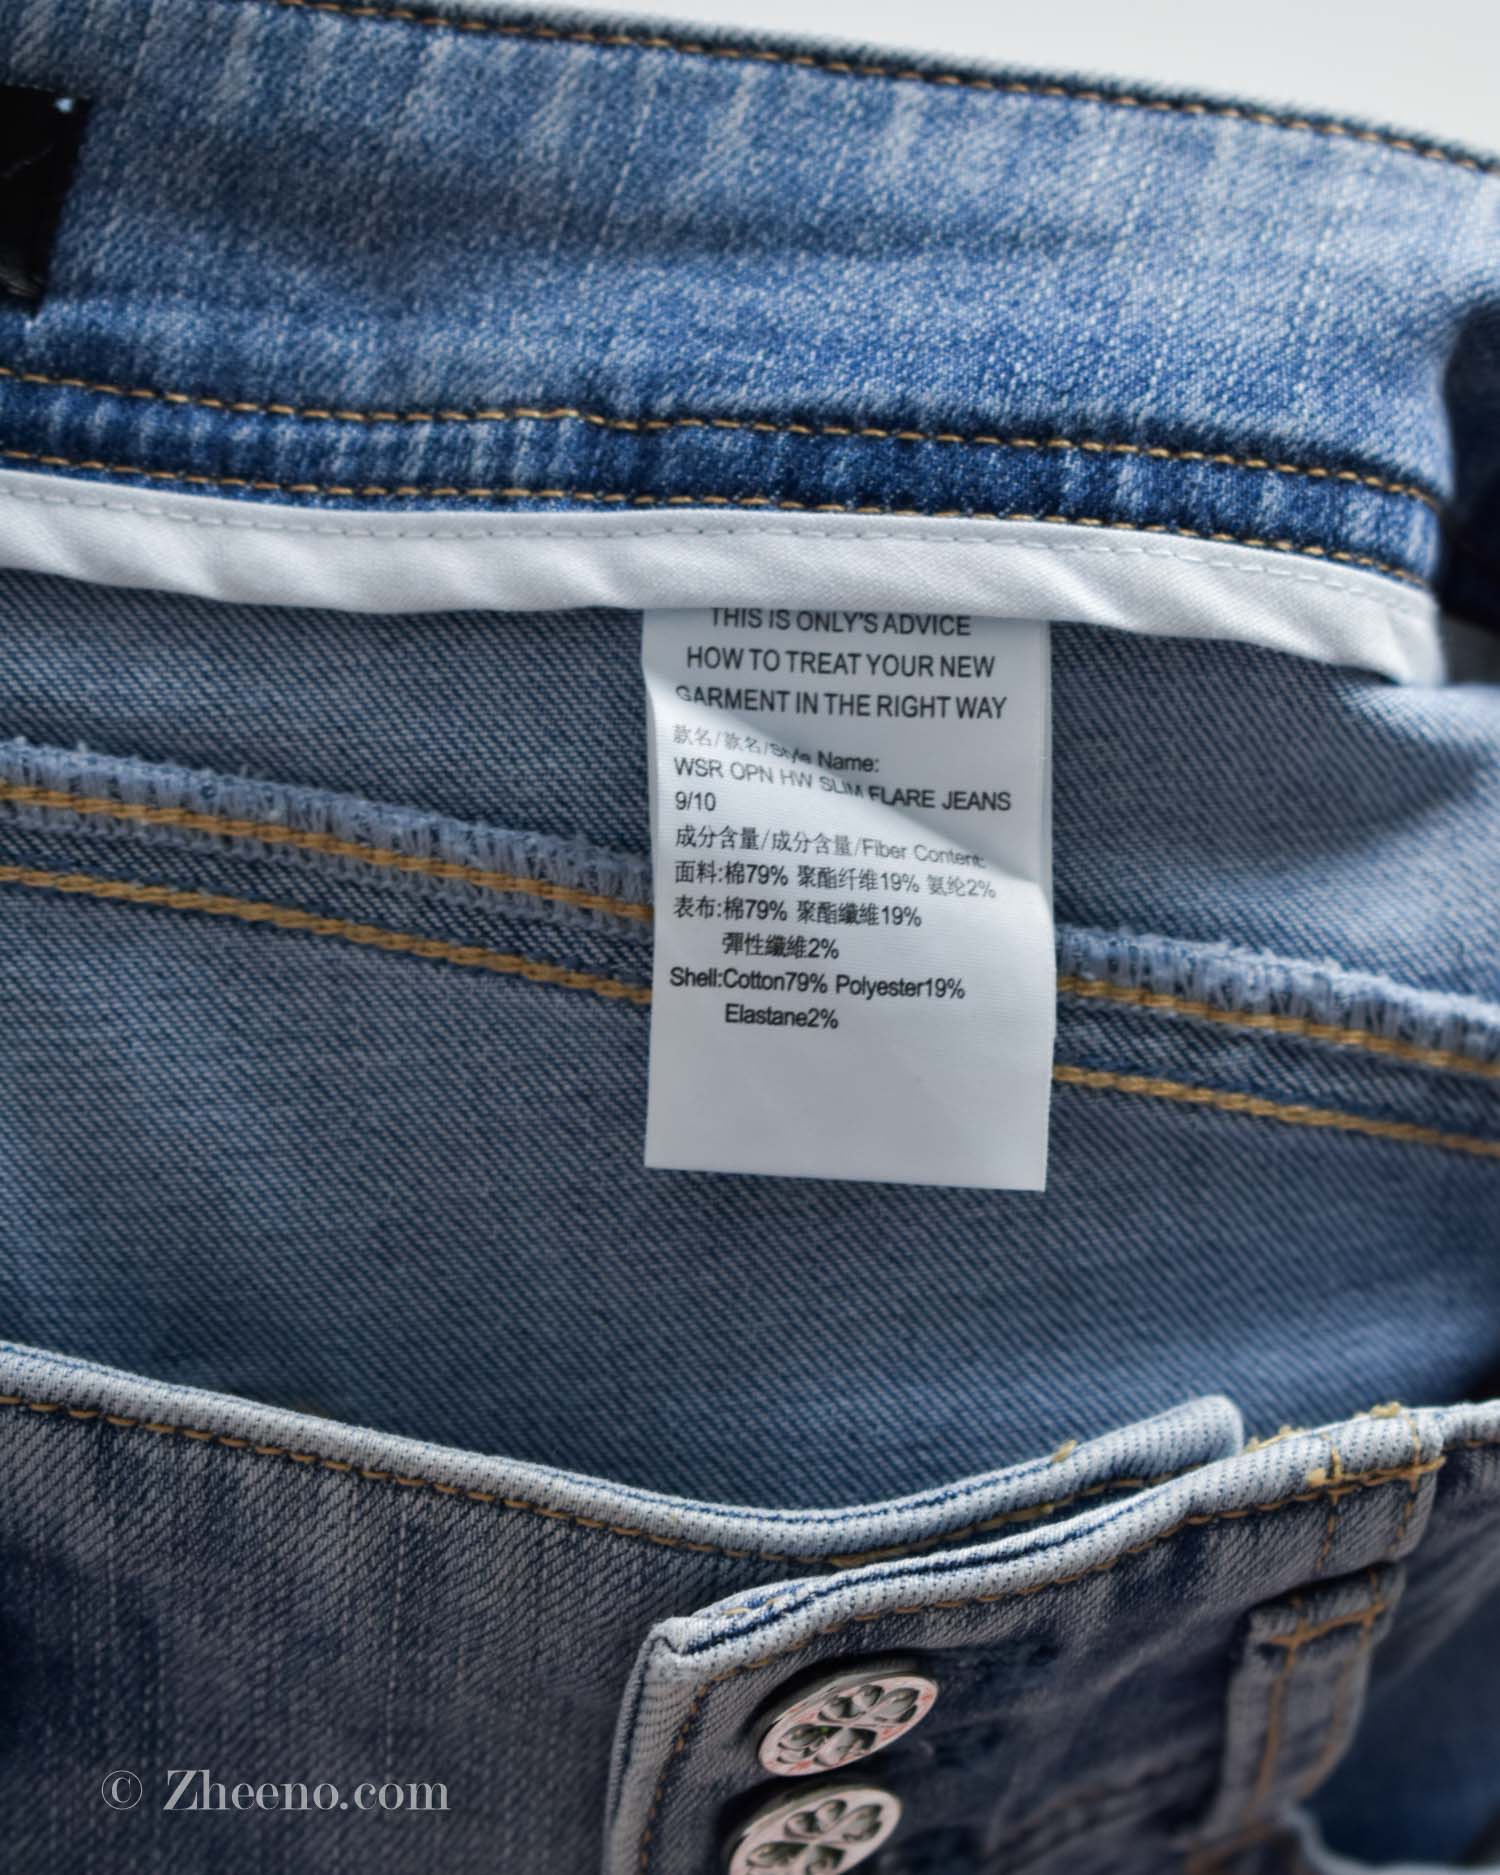 THIS IS ONLY'S ADVICE
HOW TO TREAT YOUR NEW
GARMENT IN THE RIGHT WAY
款名/款名/Style Name:
WSR OPN HW SLIM FLARE JEANS
9/10
成分含量/成分含量/Fiber Content:
面料:棉79% 聚酯纤维19% 氨纶2%
表布:棉79% 聚酯纖維19%
彈性纖維2%
Shell:Cotton79% Polyester19%
Elastane2%
© Zheeno.com